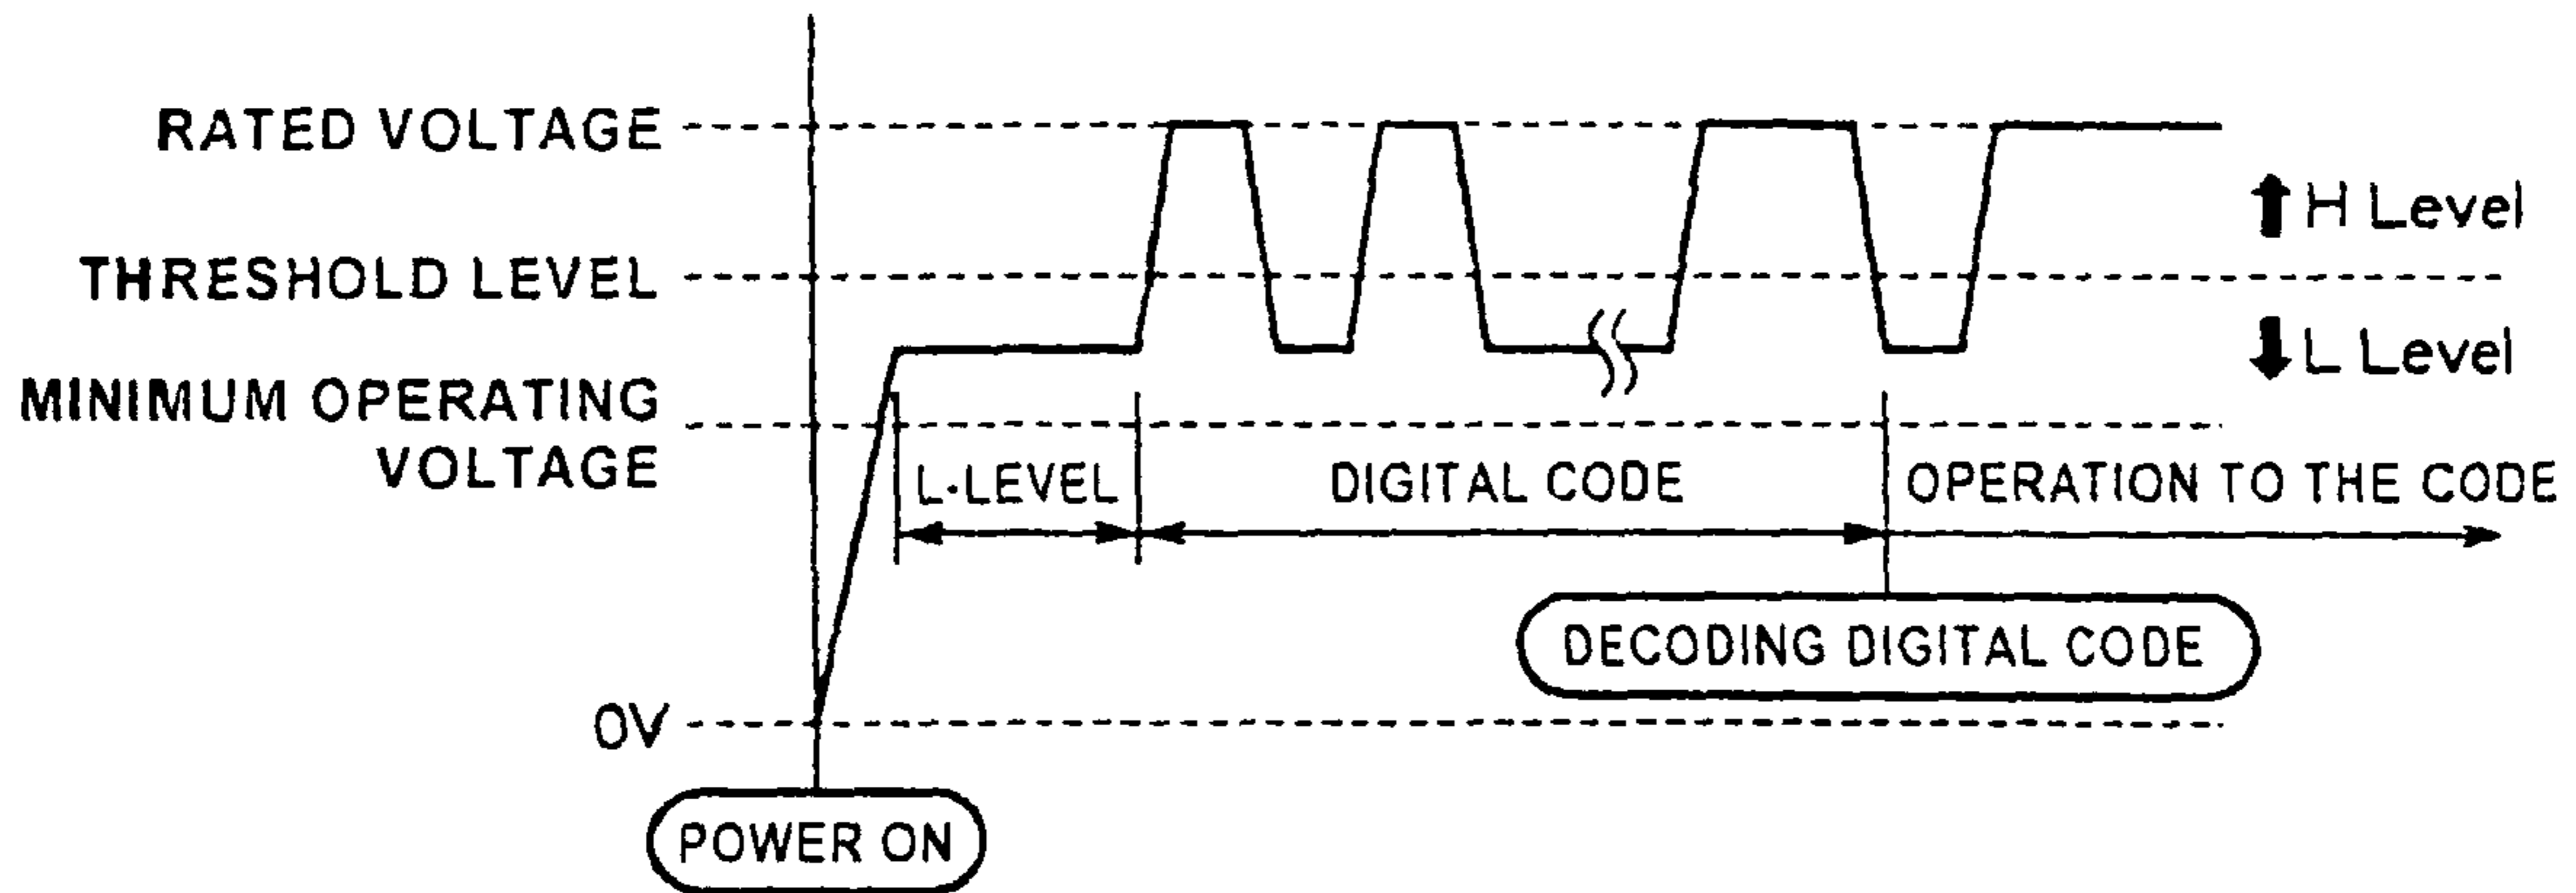 RATED VOLTAGE
H Level
THRESHOLD LEVEL
L Level
MINIMUM OPERATING
VOLTAGE
L-LEVEL
DIGITAL CODE
OPERATION TO THE CODE
DECODING DIGITAL CODE
0V
POWER ON